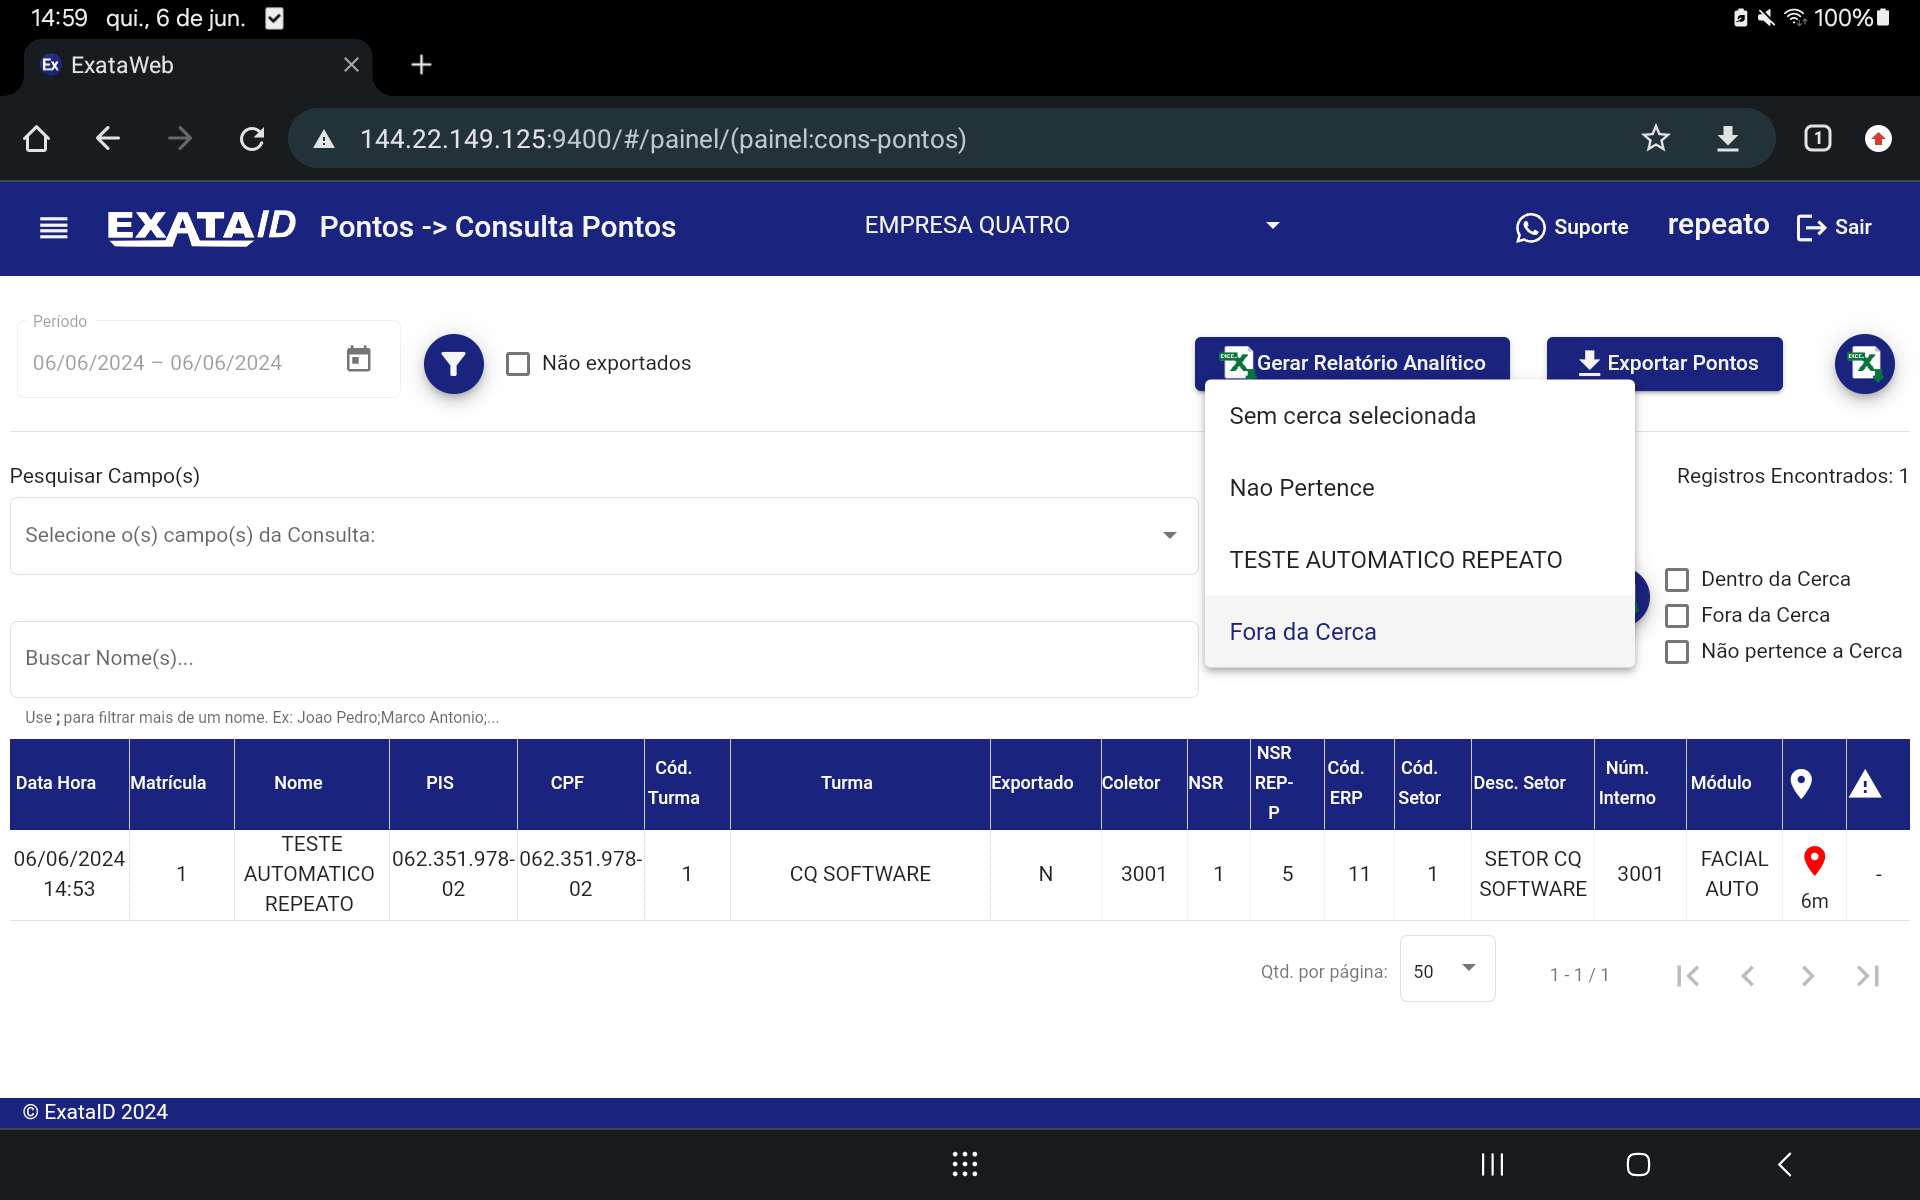 14:59 qui., 6 de jun. 100%
Ex ExataWeb
144.22.149.125:9400/#/painel/(painel:cons-pontos) 1
EXATAID Pontos -> Consulta Pontos EMPRESA QUATRO Suporte repeato Sair
Período
06/06/2024 – 06/06/2024
Não exportados
Gerar Relatório Analítico
Exportar Pontos
Sem cerca selecionada
Nao Pertence
TESTE AUTOMATICO REPEATO
Fora da Cerca
Pesquisar Campo(s)
Registros Encontrados: 1
Selecione o(s) campo(s) da Consulta:
Dentro da Cerca
Fora da Cerca
Não pertence a Cerca
Buscar Nome(s)...
Use ; para filtrar mais de um nome. Ex: Joao Pedro;Marco Antonio;...
Data Hora Matrícula Nome PIS CPF Cód. Turma Turma Exportado Coletor NSR NSR REP-P Cód. ERP Cód. Setor Desc. Setor Núm. Interno Módulo
06/06/2024 14:53 1 TESTE AUTOMATICO REPEATO 062.351.978-02 062.351.978-02 1 CQ SOFTWARE N 3001 1 5 11 1 SETOR CQ SOFTWARE 3001 FACIAL AUTO 6m -
Qtd. por página: 50 1 - 1 / 1
© ExataID 2024